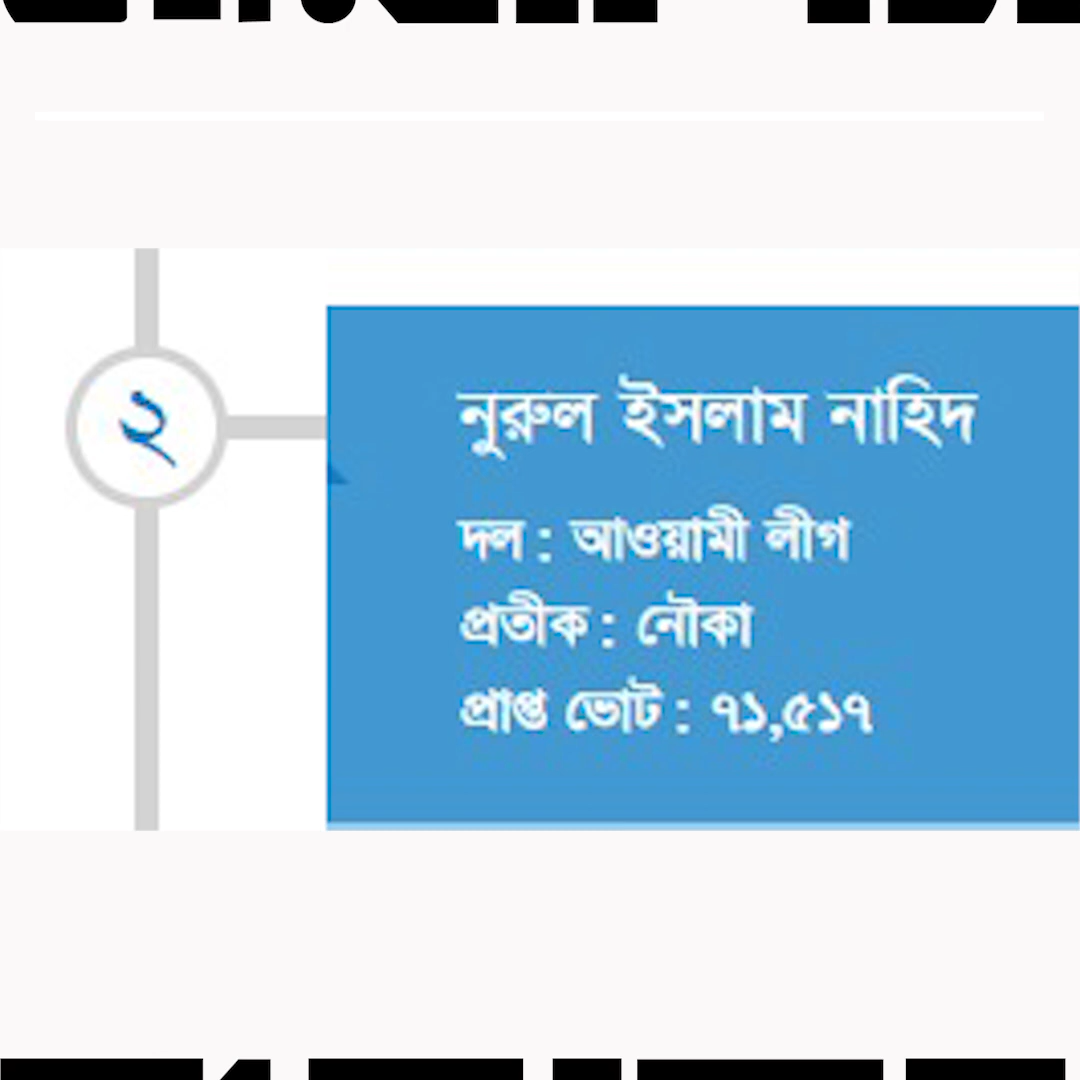 ২
নুরুল ইসলাম নাহিদ
দল : আওয়ামী লীগ
প্রতীক : নৌকা
প্রাপ্ত ভোট : ৭১,৫১৭